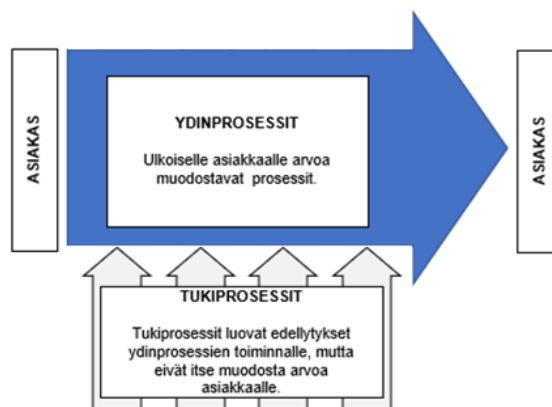 ASIAKAS
YDINPROSESSIT
Ulkoiselle asiakkaalle arvoa
muodostavat prosessit.
ASIAKAS
TUKIPROSESSIT
Tukiprosessit luovat edellytykset
ydinprosessien toiminnalle, mutta
eivät itse muodosta arvoa
asiakkaalle.